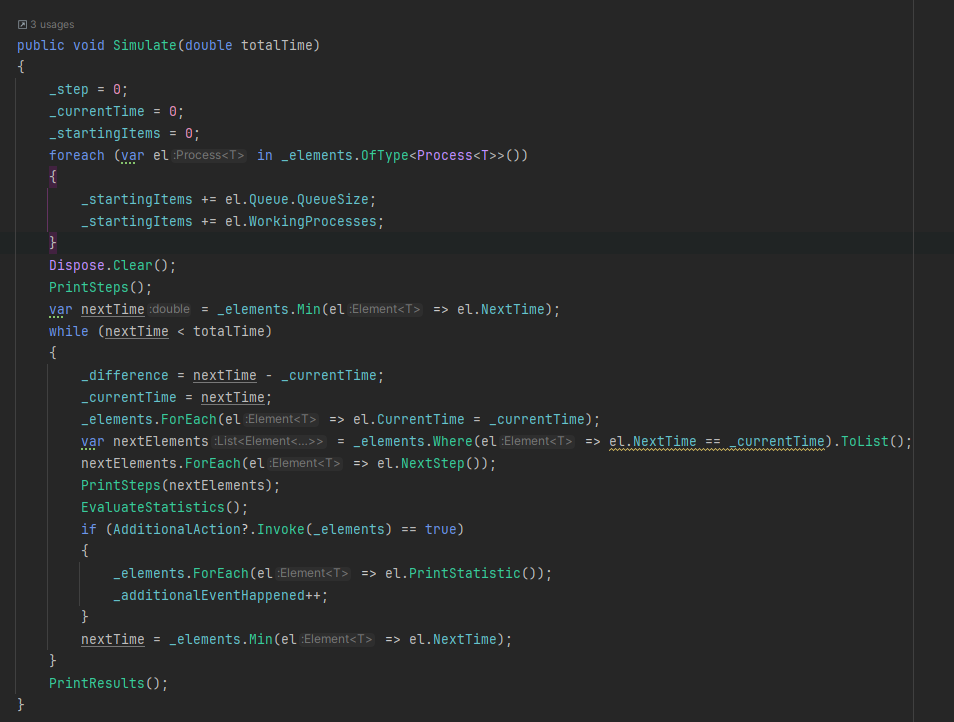 3 usages
public void Simulate(double totalTime)
{
_step = 0;
_currentTime = 0;
_startingItems = 0;
foreach (var el :Process<T> in _elements.OfType<Process<T>>())
{
_startingItems += el.Queue.QueueSize;
_startingItems += el.WorkingProcesses;
}
Dispose.Clear();
PrintSteps();
var nextTime :double = _elements.Min(el :Element<T> => el.NextTime);
while (nextTime < totalTime)
{
_difference = nextTime - _currentTime;
_currentTime = nextTime;
_elements.ForEach(el :Element<T> => el.CurrentTime = _currentTime);
var nextElements :List<Element<...>> = _elements.Where(el :Element<T> => el.NextTime == _currentTime).ToList();
nextElements.ForEach(el :Element<T> => el.NextStep());
PrintSteps(nextElements);
EvaluateStatistics();
if (AdditionalAction?.Invoke(_elements) == true)
{
_elements.ForEach(el :Element<T> => el.PrintStatistic());
_additionalEventHappened++;
}
nextTime = _elements.Min(el :Element<T> => el.NextTime);
}
PrintResults();
}